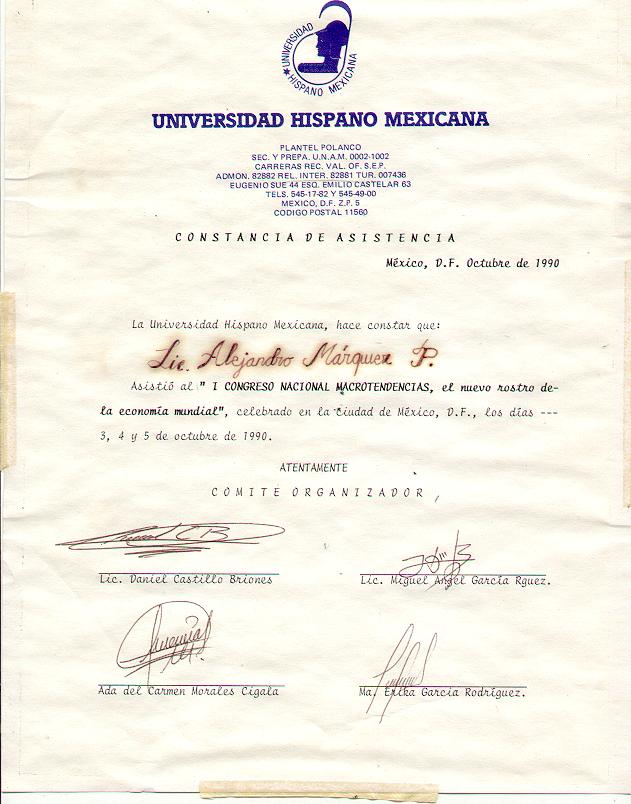 UNIVERSIDAD HISPANO MEXICANA
UNIVERSIDAD HISPANO MEXICANA
PLANTEL POLANCO
SEC. Y PREPA. U.N.A.M. 0002-1002
CARRERAS REC. VAL. OF. S.E.P.
ADMON. 82882 REL. INTER. 82881 TUR. 007436
EUGENIO SUE 44 ESQ. EMILIO CASTELAR 63
TELS. 545-17-82 Y 545-49-00
MEXICO, D.F. Z.P. 5
CODIGO POSTAL 11560
CONSTANCIA DE ASISTENCIA
México, D.F. Octubre de 1990
La Universidad Hispano Mexicana, hace constar que:
Lic. Alejandro Márquez P.
Asistió al " I CONGRESO NACIONAL MACROTENDENCIAS, el nuevo rostro de-
la economía mundial", celebrado en la Ciudad de México, D.F., los días ---
3, 4 y 5 de octubre de 1990.
ATENTAMENTE
COMITE ORGANIZADOR
Lic. Daniel Castillo Briones
Lic. Miguel Angel García Rguez.
Ada del Carmen Morales Cigala
Ma. Erika García Rodríguez.